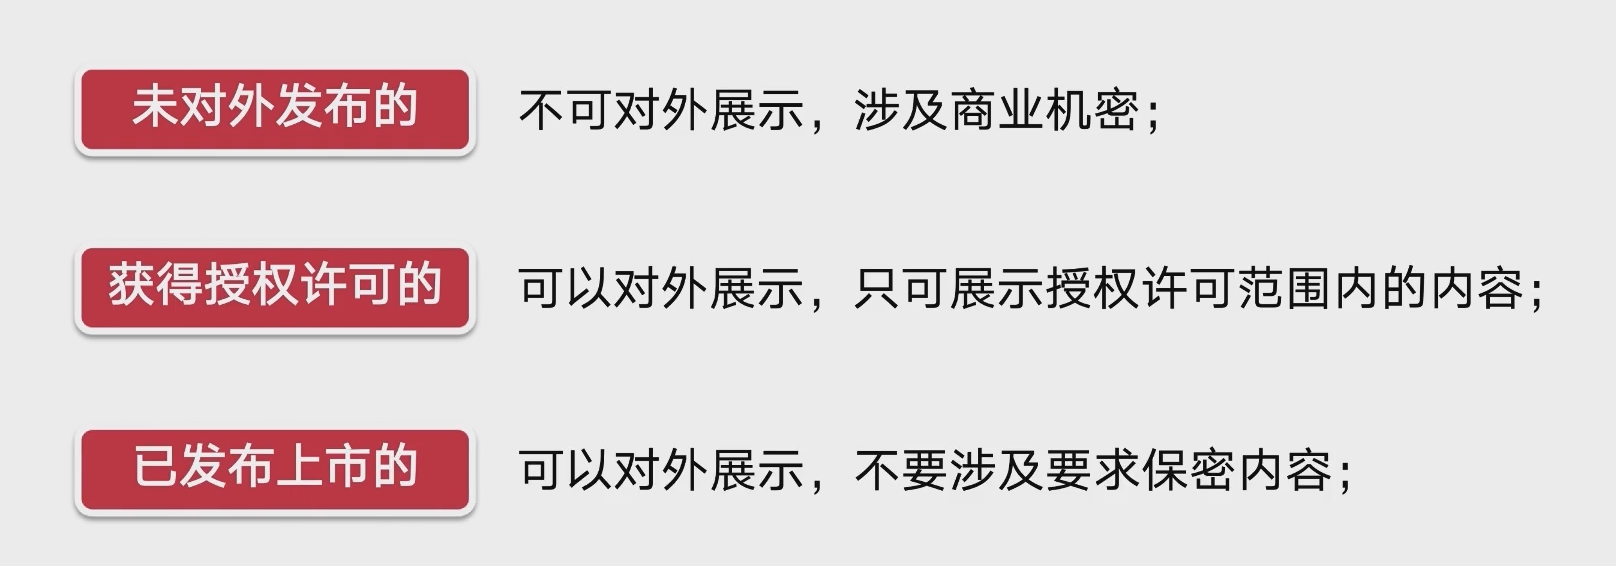 未对外发布的 不可对外展示，涉及商业机密；
获得授权许可的 可以对外展示，只可展示授权许可范围内的内容；
已发布上市的 可以对外展示，不要涉及要求保密内容；